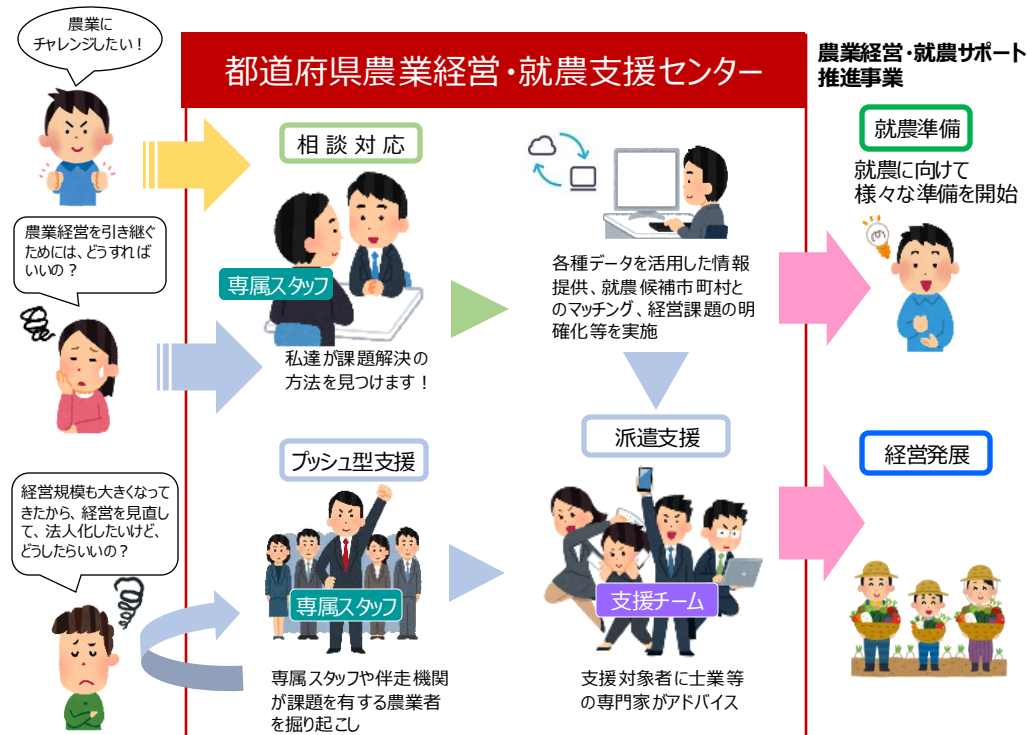 農業に
チャレンジしたい！
都道府県農業経営・就農支援センター
農業経営・就農サポート
推進事業
相談対応
就農準備
就農に向けて
様々な準備を開始
農業経営を引き継ぐ
ためには、どうすれば
いいの？
専属スタッフ
各種データを活用した情報
提供、就農候補市町村と
のマッチング、経営課題の明
確化等を実施
私達が課題解決の
方法を見つけます！
プッシュ型支援
派遣支援
経営発展
経営規模も大きくなって
きたから、経営を見直し
て、法人化したいけど、
どうしたらいいの？
専属スタッフ
支援チーム
専属スタッフや伴走機関
が課題を有する農業者
を掘り起こし
支援対象者に士業等
の専門家がアドバイス